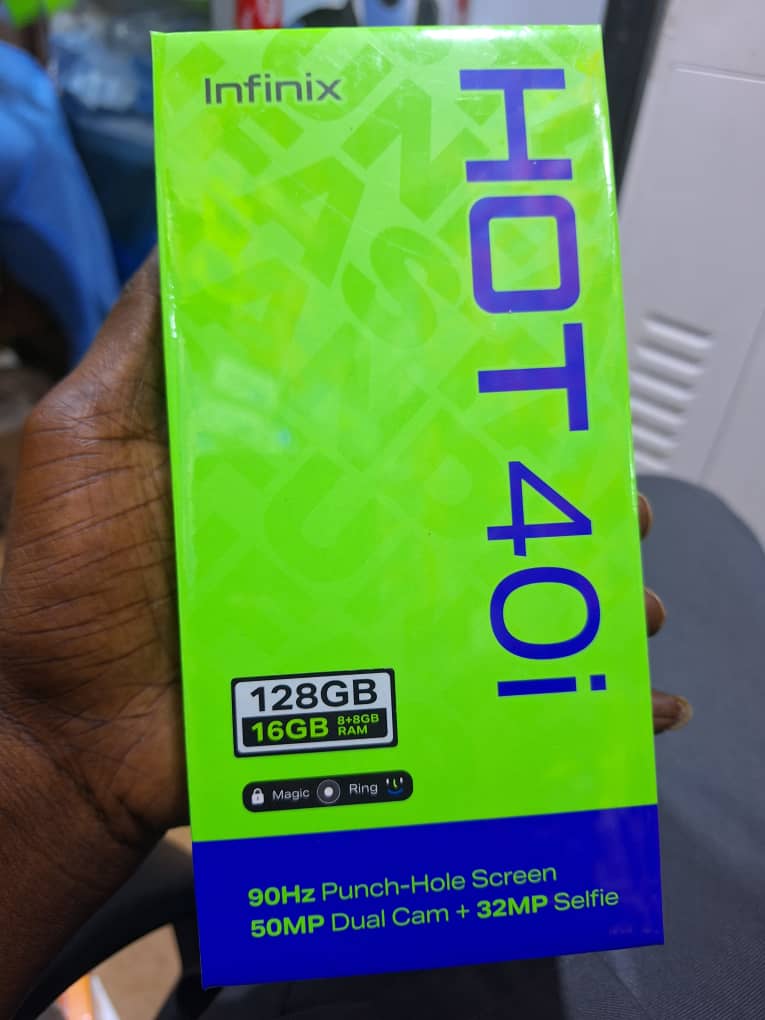 Infinix
HOT 40i
128GB
16GB 8+8GB
RAM
Magic Ring
90Hz Punch-Hole Screen
50MP Dual Cam + 32MP Selfie